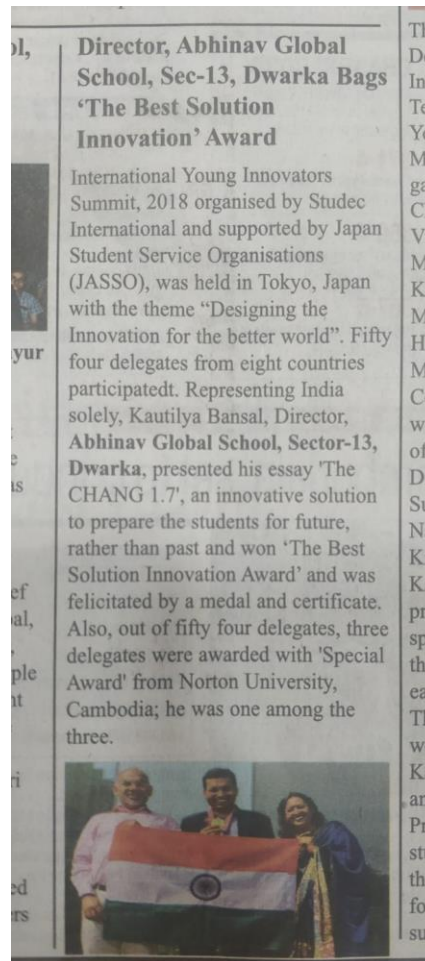 Director, Abhinav Global
School, Sec-13, Dwarka Bags
‘The Best Solution
Innovation’ Award
International Young Innovators
Summit, 2018 organised by Studec
International and supported by Japan
Student Service Organisations
(JASSO), was held in Tokyo, Japan
with the theme “Designing the
Innovation for the better world”. Fifty
four delegates from eight countries
participatedt. Representing India
solely, Kautilya Bansal, Director,
Abhinav Global School, Sector-13,
Dwarka, presented his essay 'The
CHANG 1.7', an innovative solution
to prepare the students for future,
rather than past and won ‘The Best
Solution Innovation Award’ and was
felicitated by a medal and certificate.
Also, out of fifty four delegates, three
delegates were awarded with 'Special
Award' from Norton University,
Cambodia; he was one among the
three.